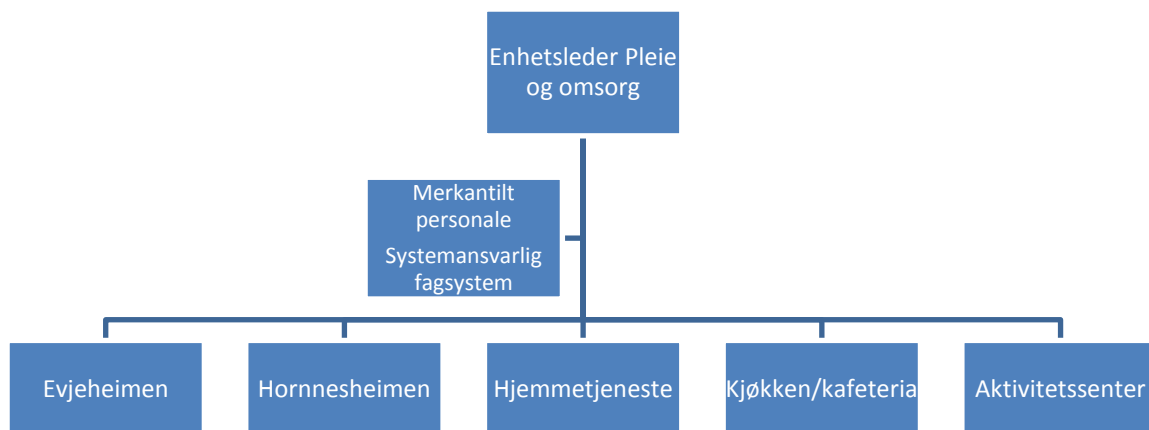 Enhetsleder Pleie
og omsorg
Merkantilt
personale
Systemansvarlig
fagsystem
Evjeheimen
Hornnesheimen
Hjemmetjeneste
Kjøkken/kafeteria
Aktivitetssenter